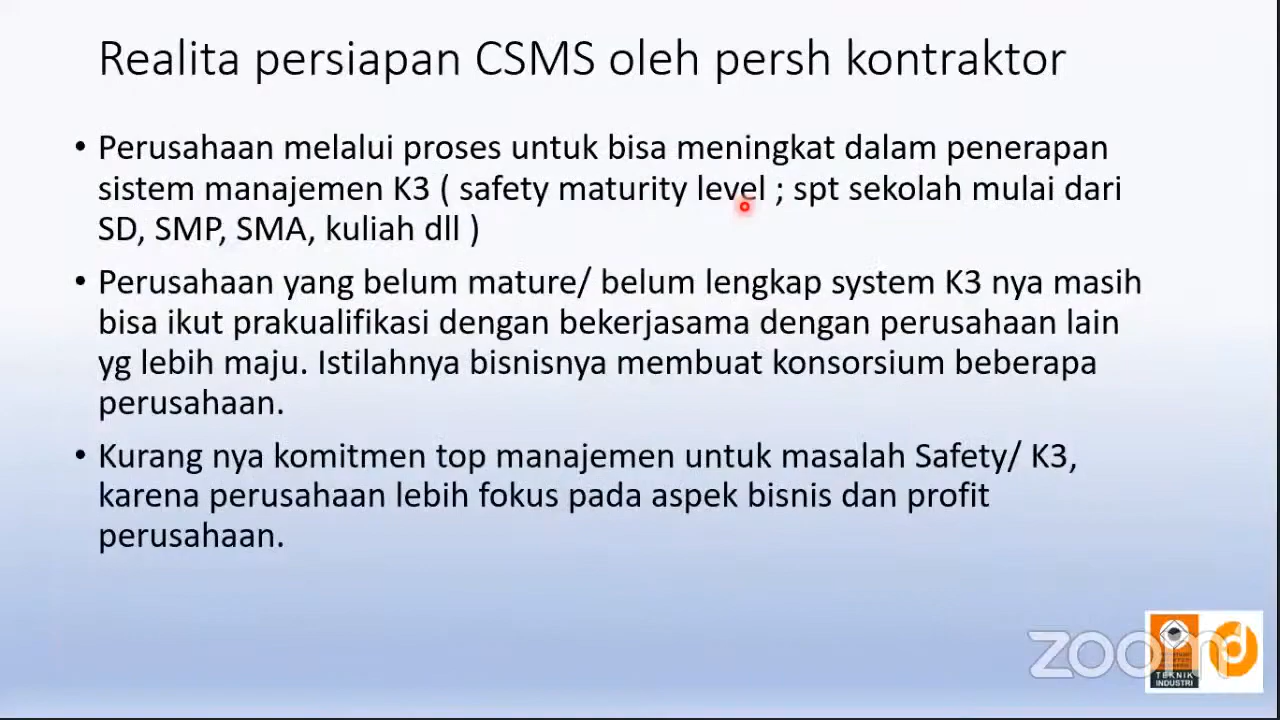 Realita persiapan CSMS oleh persh kontraktor
• Perusahaan melalui proses untuk bisa meningkat dalam penerapan
sistem manajemen K3 ( safety maturity level ; spt sekolah mulai dari
SD, SMP, SMA, kuliah dll )
• Perusahaan yang belum mature/ belum lengkap system K3 nya masih
bisa ikut prakualifikasi dengan bekerjasama dengan perusahaan lain
yg lebih maju. Istilahnya bisnisnya membuat konsorsium beberapa
perusahaan.
• Kurang nya komitmen top manajemen untuk masalah Safety/ K3,
karena perusahaan lebih fokus pada aspek bisnis dan profit
perusahaan.
zoom
TEKNIK
INDUSTRI